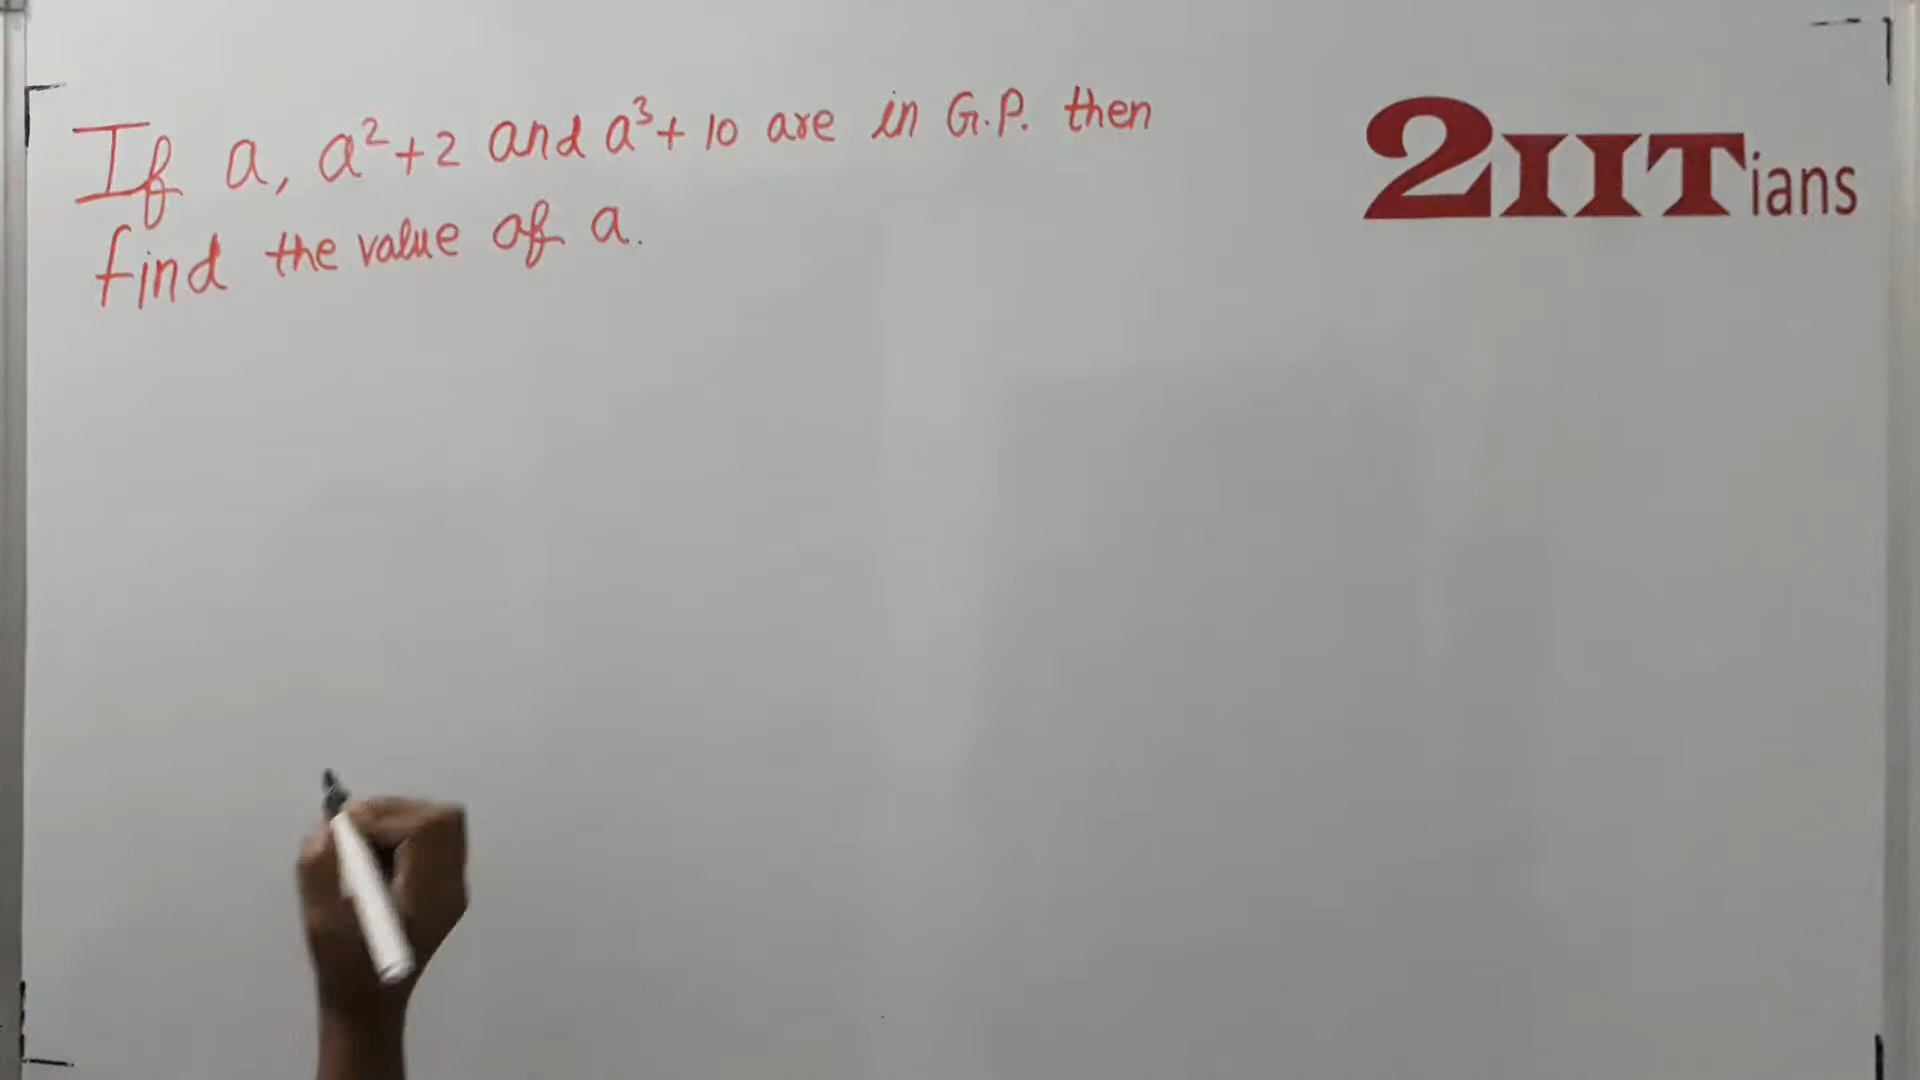 If a, a²+2 and a³+10 are in G.P. then
find the value of a.
2IITians